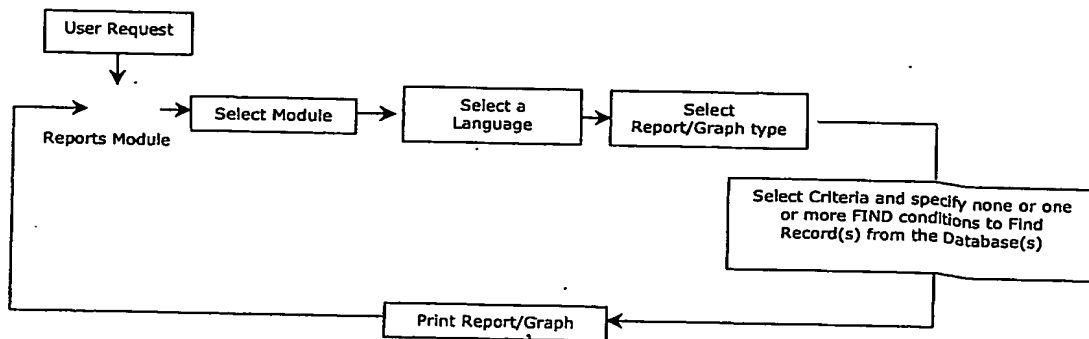 User Request
Reports Module
Select Module
Select a
Language
Select
Report/Graph type
Select Criteria and specify none or one
or more FIND conditions to Find
Record(s) from the Database(s)
Print Report/Graph